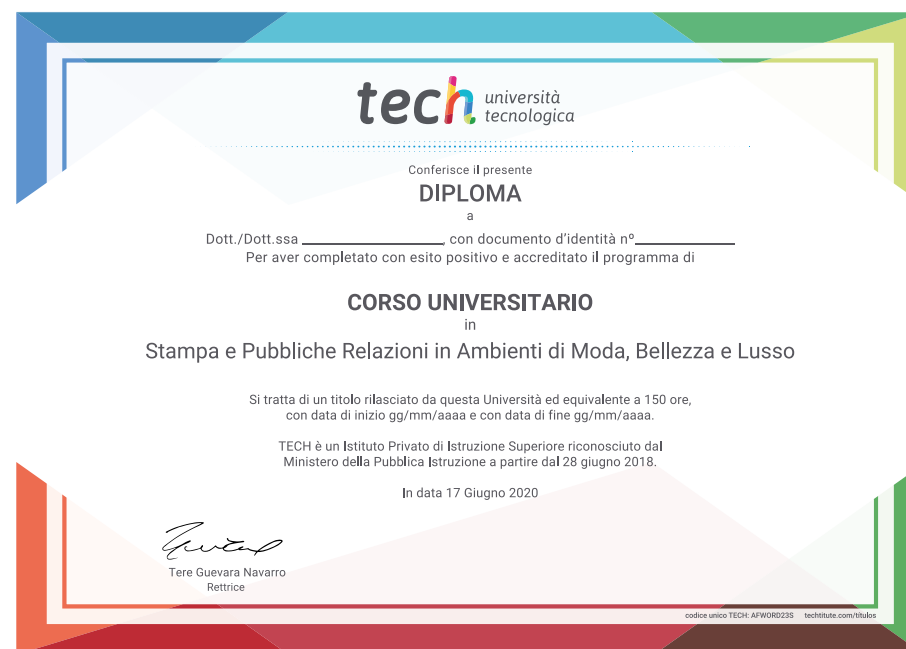 tech università
tecnologica
Conferisce il presente
DIPLOMA
a
Dott./Dott.ssa ____________________, con documento d'identità nº______________
Per aver completato con esito positivo e accreditato il programma di
CORSO UNIVERSITARIO
in
Stampa e Pubbliche Relazioni in Ambienti di Moda, Bellezza e Lusso
Si tratta di un titolo rilasciato da questa Università ed equivalente a 150 ore,
con data di inizio gg/mm/aaaa e con data di fine gg/mm/aaaa.
TECH è un Istituto Privato di Istruzione Superiore riconosciuto dal
Ministero della Pubblica Istruzione a partire dal 28 giugno 2018.
In data 17 Giugno 2020
Tere Guevara Navarro
Rettrice
codice unico TECH: AFWORD23S techtitute.com/titulos